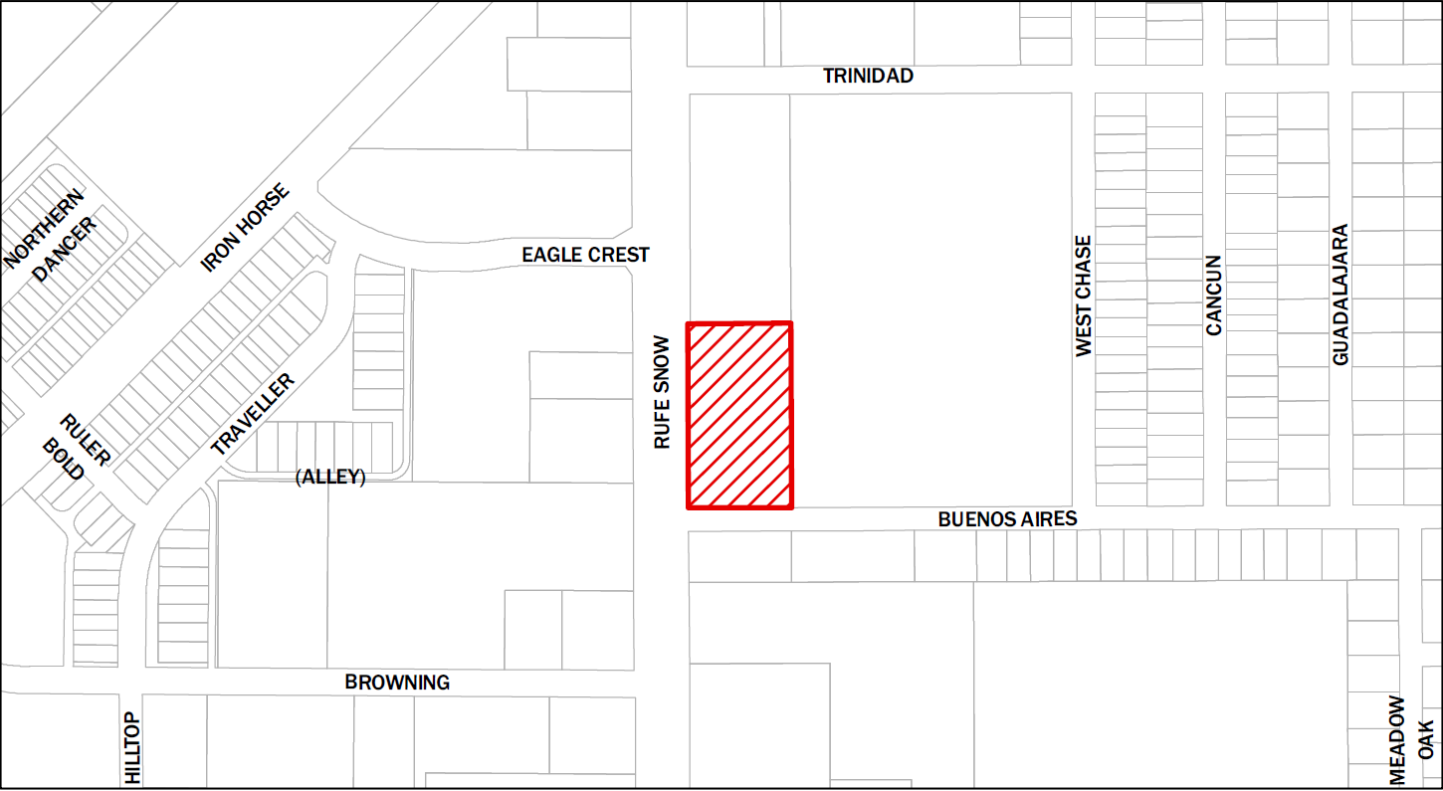 TRINIDAD
NORTHERN
DANCER
IRON HORSE
EAGLE CREST
WEST CHASE
CANCUN
GUADALAJARA
RUFE SNOW
RULER
BOLD
TRAVELLER
(ALLEY)
BUENOS AIRES
BROWNING
HILLTOP
MEADOW
OAK